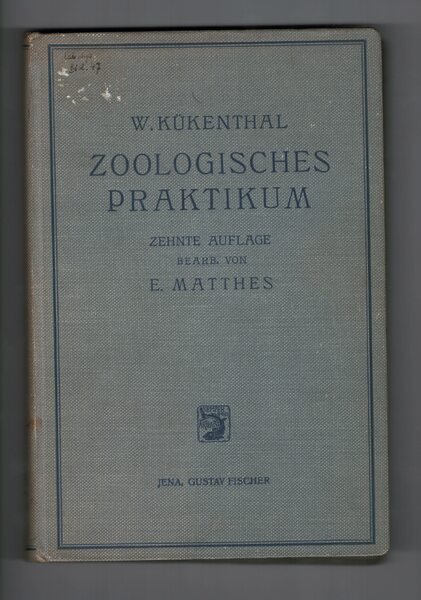 W. KÜKENTHAL
ZOOLOGISCHES
PRAKTIKUM
ZEHNTE AUFLAGE
BEARB. VON
E. MATTHES
JENA, GUSTAV FISCHER